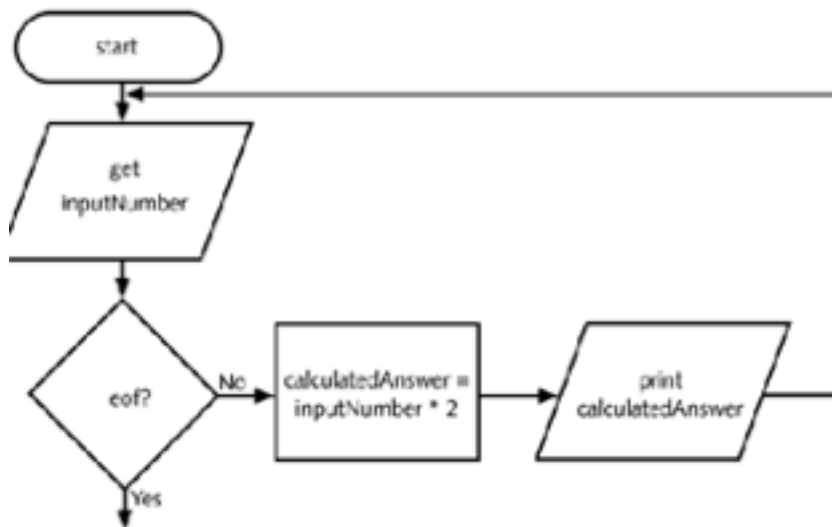 start
get
inputNumber
eof?
No
calculatedAnswer =
inputNumber * 2
print
calculatedAnswer
Yes